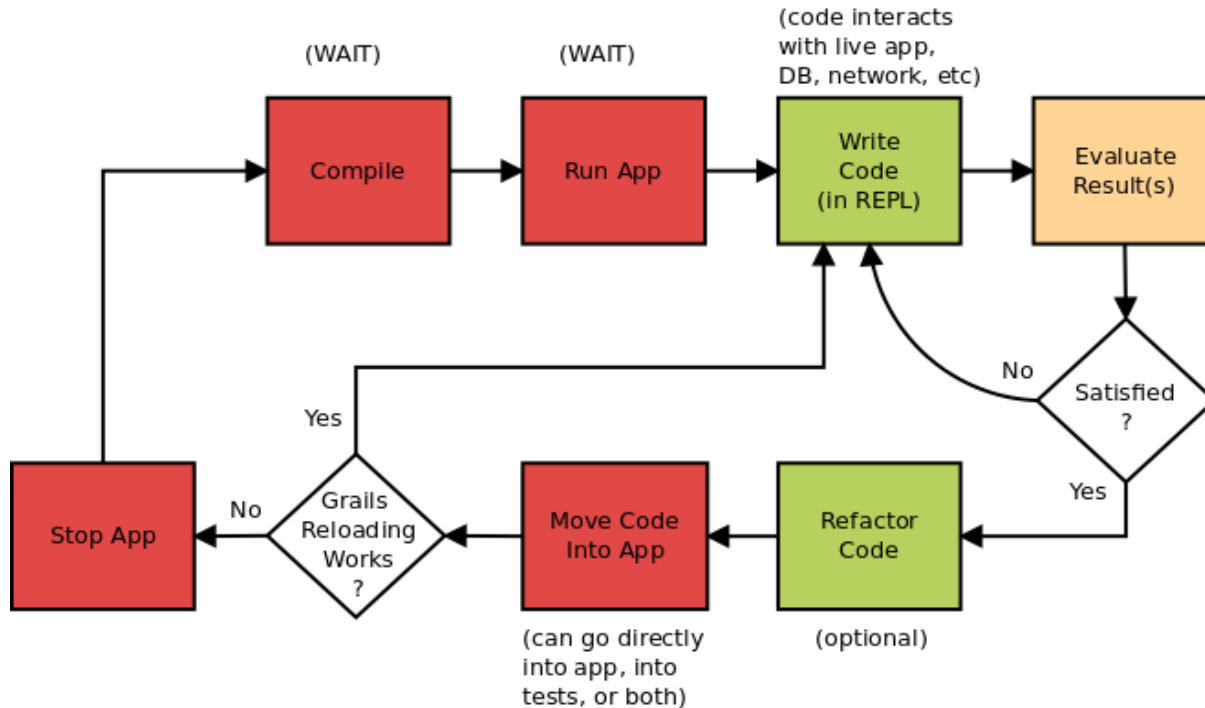 (WAIT)
(WAIT)
(code interacts
with live app,
DB, network, etc)
Compile
Run App
Write
Code
(in REPL)
Evaluate
Result(s)
No
Satisfied
?
Yes
Yes
No
Stop App
Grails
Reloading
Works
?
Move Code
Into App
Refactor
Code
(can go directly
into app, into
tests, or both)
(optional)